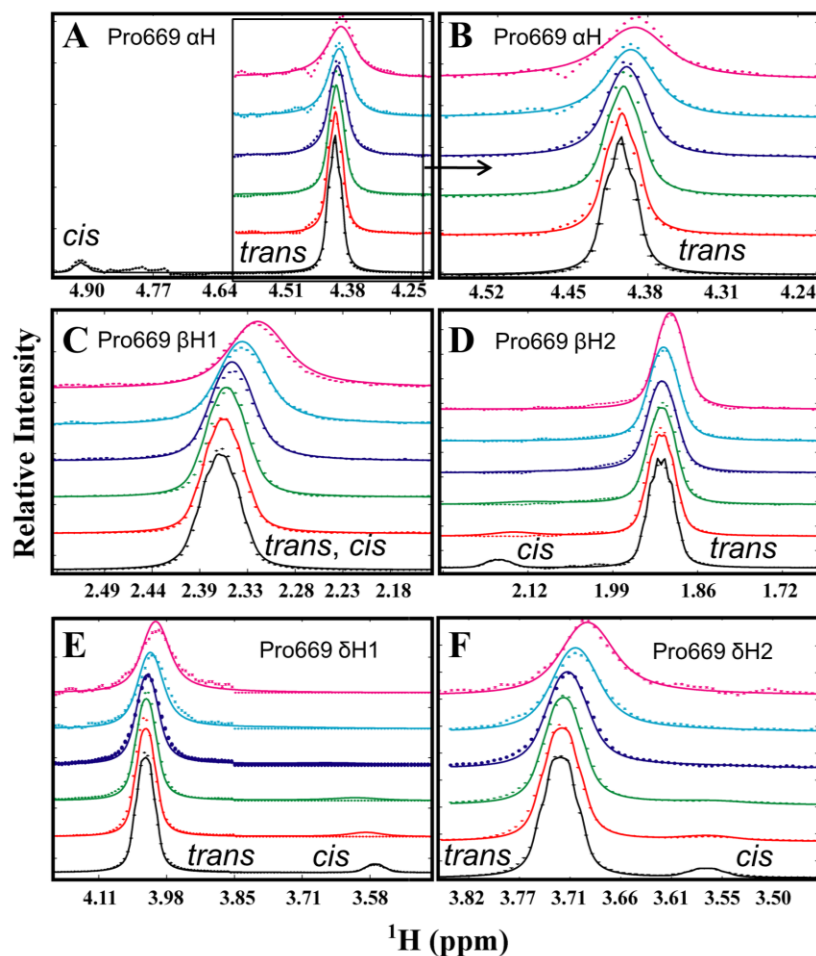 A Pro669 αH
cis
trans
4.90 4.77 4.64 4.51 4.38 4.25
B Pro669 αH
trans
4.52 4.45 4.38 4.31 4.24
C Pro669 βH1
trans, cis
2.49 2.44 2.39 2.33 2.28 2.23 2.18
D Pro669 βH2
cis trans
2.12 1.99 1.86 1.72
E Pro669 δH1
trans cis
4.11 3.98 3.85 3.71 3.58
F Pro669 δH2
trans cis
3.82 3.77 3.71 3.66 3.61 3.55 3.50
Relative Intensity
¹H (ppm)